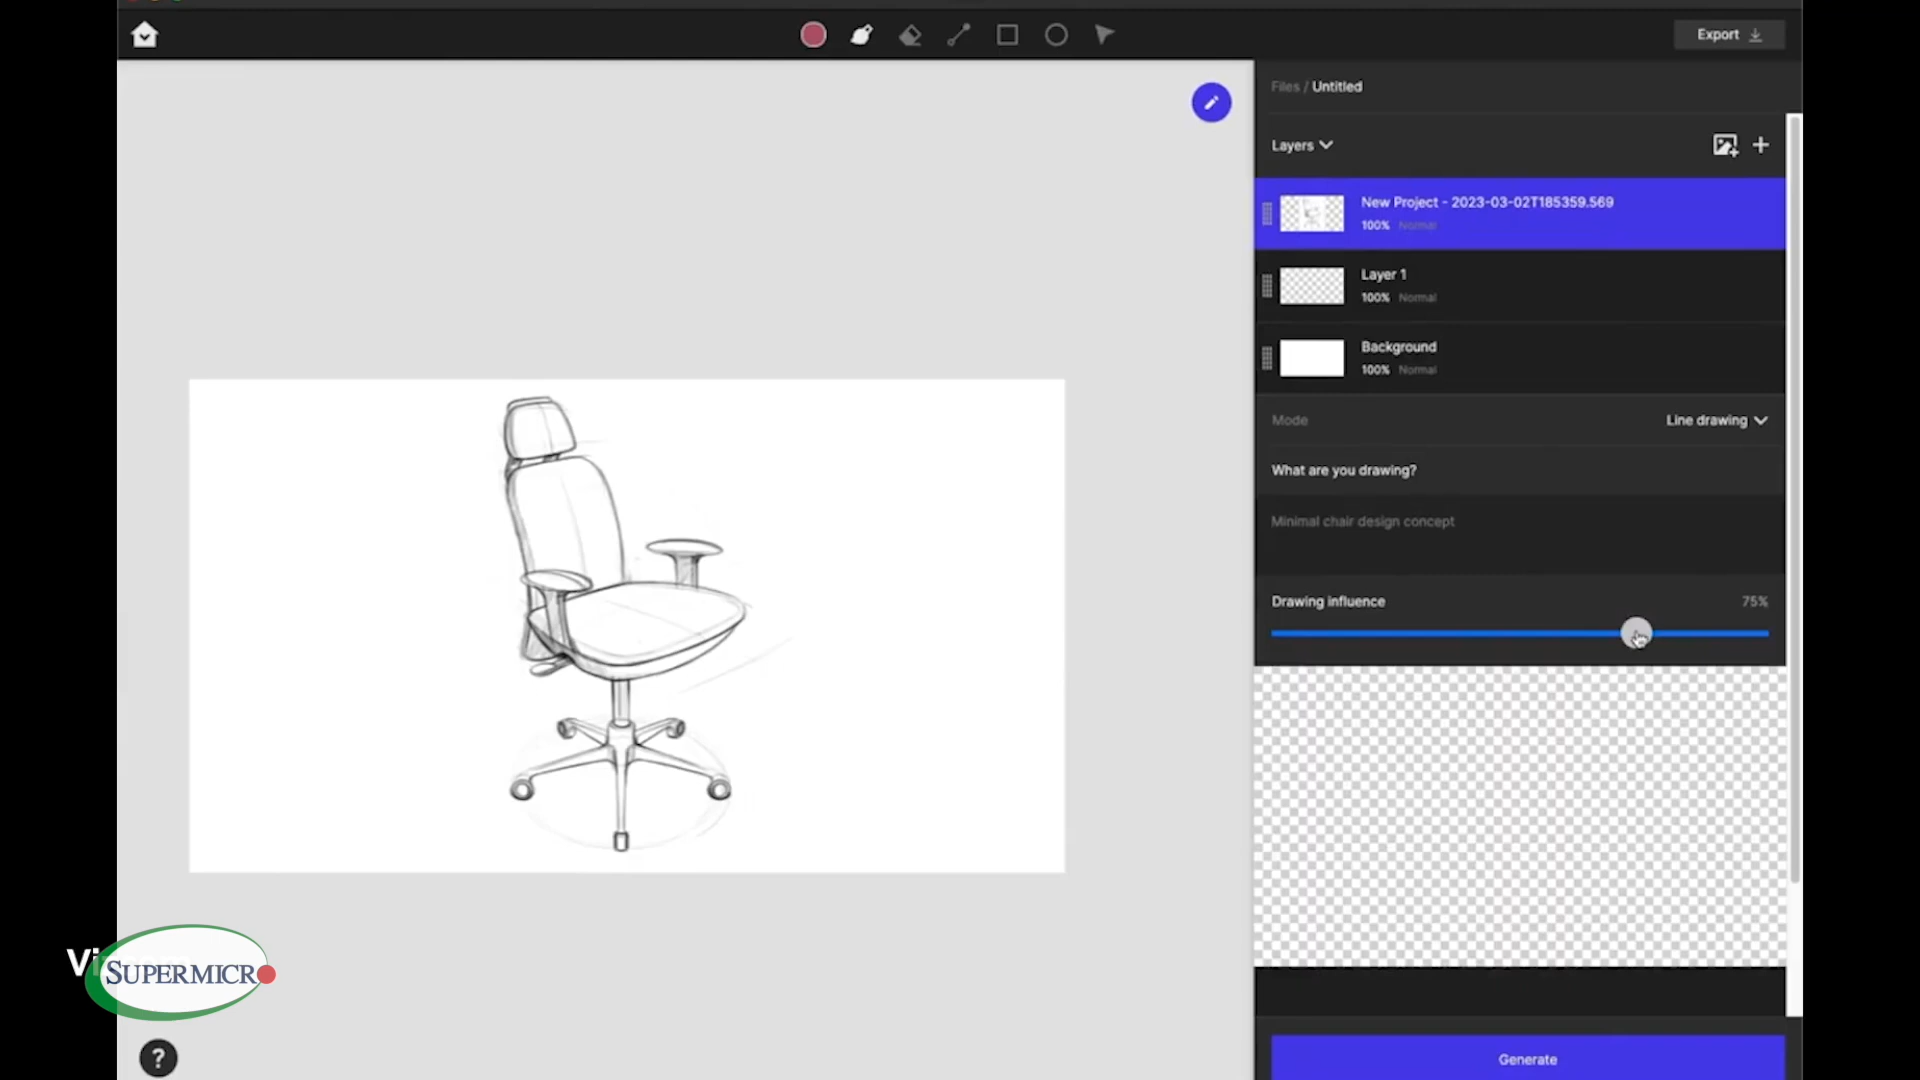 Export
Files / Untitled
Layers
New Project - 2023-03-02T185359.569
100% Normal
Layer 1
100% Normal
Background
100% Normal
Mode
Line drawing
What are you drawing?
Minimal chair design concept
Drawing influence
75%
SUPERMICR
?
Generate